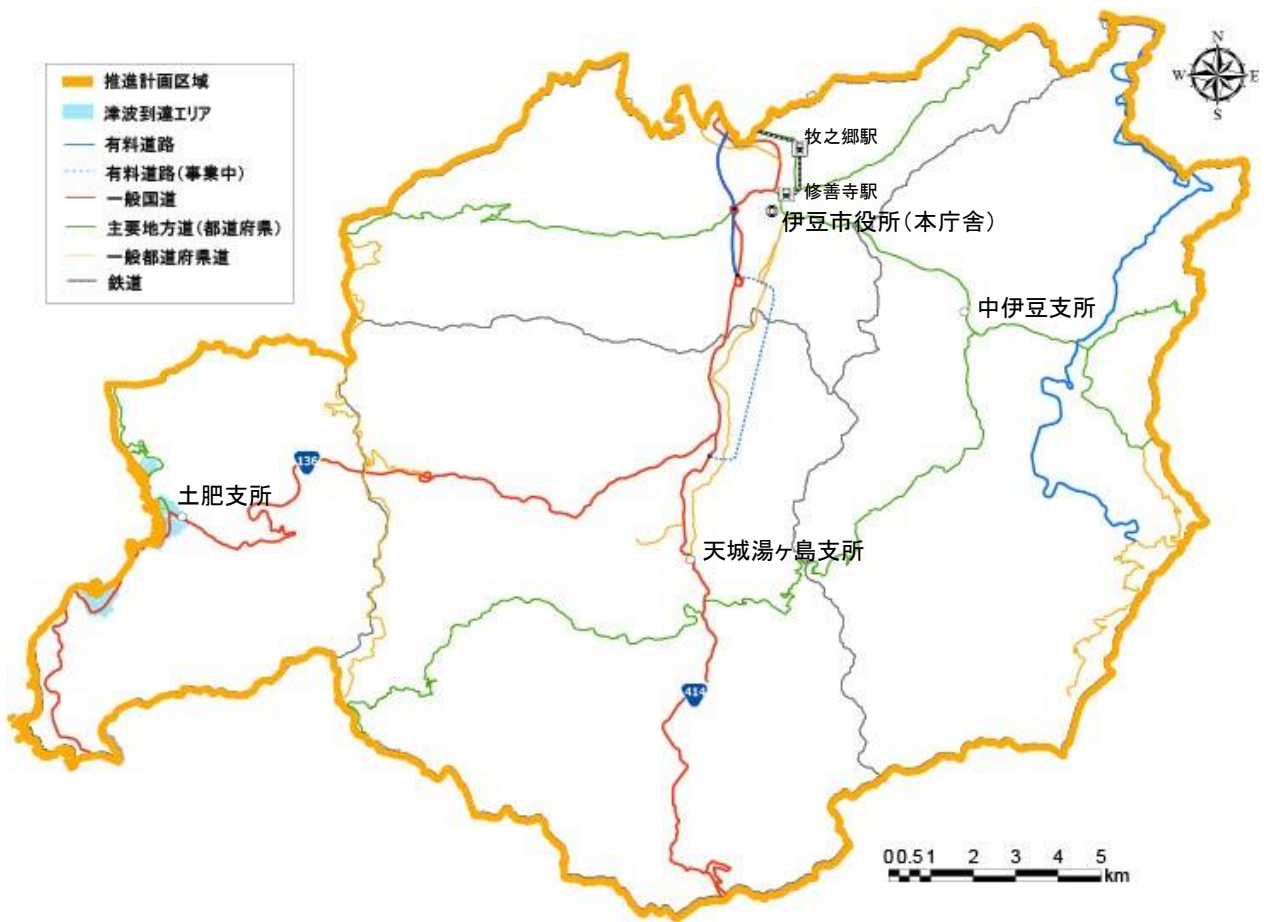 推進計画区域
津波到達エリア
有料道路
有料道路(事業中)
一般国道
主要地方道(都道府県)
一般都道府県道
鉄道
N
W E
S
牧之郷駅
修善寺駅
伊豆市役所(本庁舎)
中伊豆支所
136
土肥支所
天城湯ヶ島支所
414
0 0.5 1 2 3 4 5
km